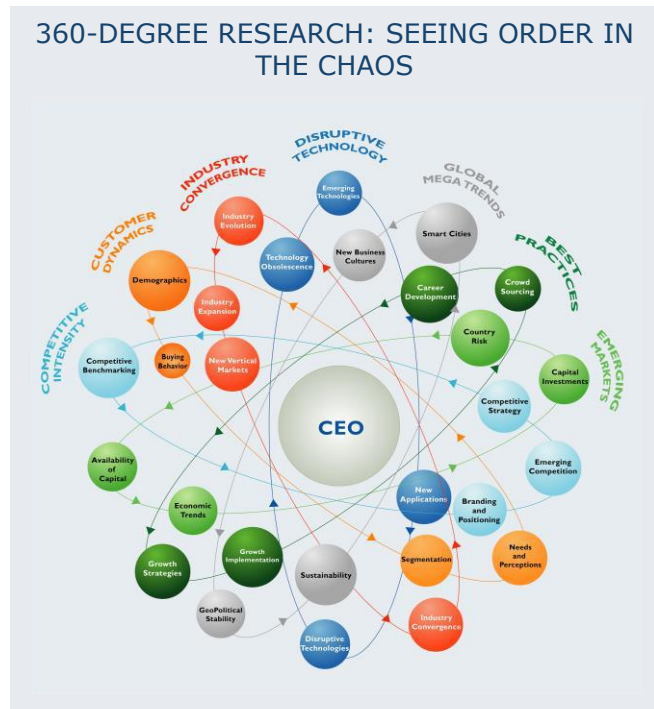 360-DEGREE RESEARCH: SEEING ORDER IN
THE CHAOS
DISRUPTIVE
TECHNOLOGY
INDUSTRY
CONVERGENCE
GLOBAL
MEGA TRENDS
CUSTOMER
DYNAMICS
BEST
PRACTICES
COMPETITIVE
INTENSITY
EMERGING
MARKETS
Emerging
Technologies
Industry
Evolution
Smart Cities
New Business
Cultures
Technology
Obsolescence
Demographics
Career
Development
Crowd
Sourcing
Industry
Expansion
Country
Risk
Competitive
Benchmarking
Buying
Behavior
New Vertical
Markets
Capital
Investments
Competitive
Strategy
CEO
Availability
of
Capital
Emerging
Competition
New
Applications
Economic
Trends
Branding
and
Positioning
Growth
Strategies
Growth
Implementation
Sustainability
Segmentation
Needs
and
Perceptions
GeoPolitical
Stability
Industry
Convergence
Disruptive
Technologies